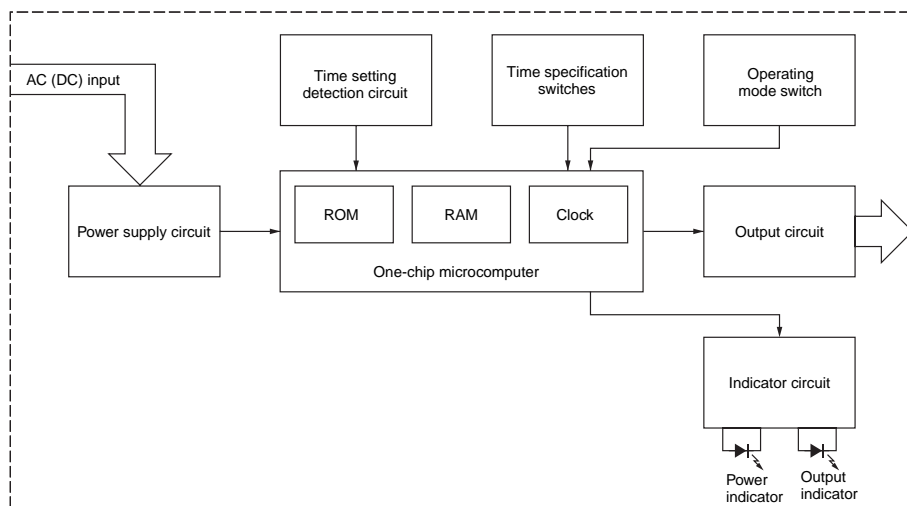 AC (DC) input
Time setting
detection circuit
Time specification
switches
Operating
mode switch
Power supply circuit
ROM
RAM
Clock
One-chip microcomputer
Output circuit
Indicator circuit
Power
indicator
Output
indicator